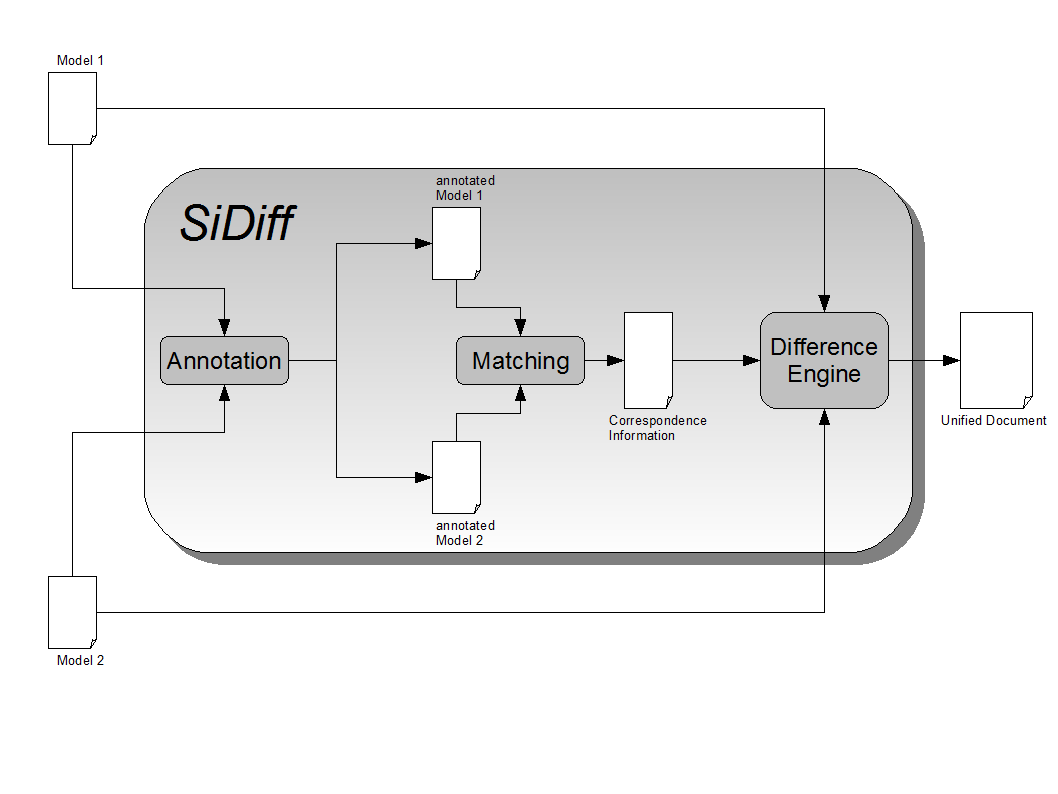 Model 1
annotated
Model 1
SiDiff
Annotation
Matching
Difference
Engine
Correspondence
Information
Unified Document
annotated
Model 2
Model 2